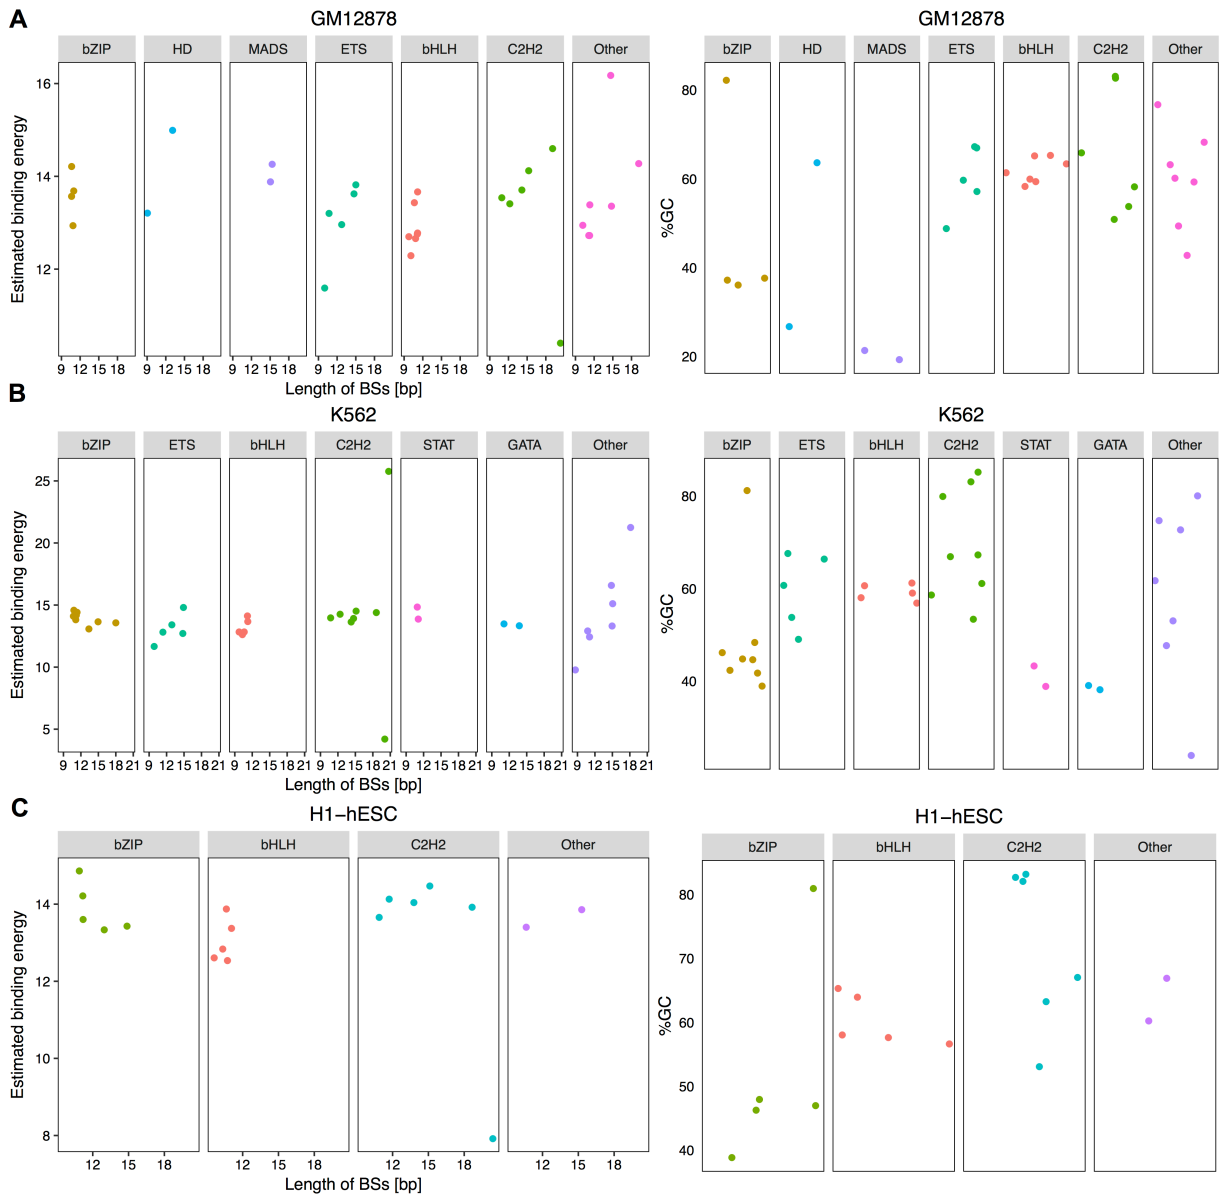 A
GM12878
GM12878
bZIP HD MADS ETS bHLH C2H2 Other
bZIP HD MADS ETS bHLH C2H2 Other
Estimated binding energy
16
14
12
9 12 15 18 9 12 15 18 9 12 15 18 9 12 15 18 9 12 15 18 9 12 15 18 9 12 15 18
Length of BSs [bp]
%GC
80
60
40
20
B
K562
K562
bZIP ETS bHLH C2H2 STAT GATA Other
bZIP ETS bHLH C2H2 STAT GATA Other
Estimated binding energy
25
20
15
10
5
9 12 15 18 21 9 12 15 18 21 9 12 15 18 21 9 12 15 18 21 9 12 15 18 21 9 12 15 18 21 9 12 15 18 21
Length of BSs [bp]
%GC
80
60
40
C
H1−hESC
H1−hESC
bZIP bHLH C2H2 Other
bZIP bHLH C2H2 Other
Estimated binding energy
14
12
10
8
12 15 18 12 15 18 12 15 18 12 15 18
Length of BSs [bp]
%GC
80
70
60
50
40